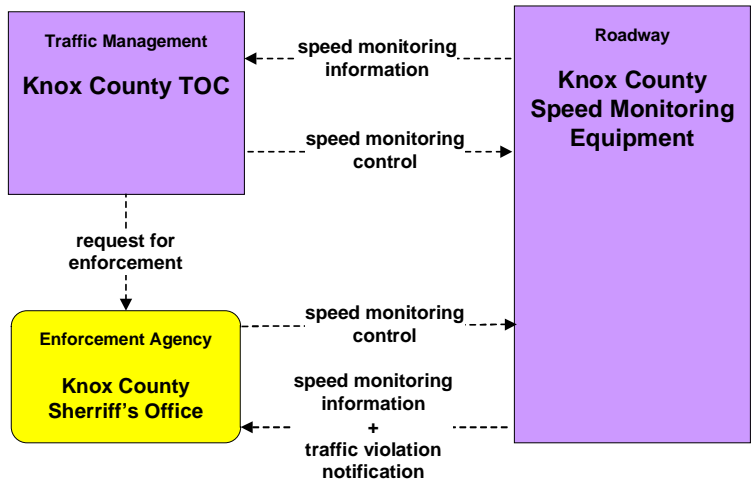 Traffic Management
Knox County TOC
speed monitoring
information
Roadway
Knox County
Speed Monitoring
Equipment
speed monitoring
control
request for
enforcement
Enforcement Agency
Knox County
Sherriff's Office
speed monitoring
control
speed monitoring
information
+
traffic violation
notification